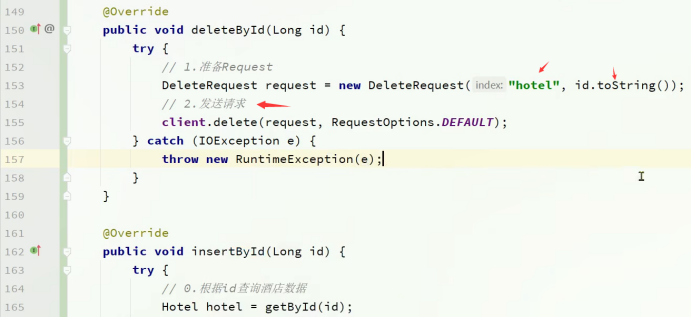 149 @Override
150 @ public void deleteById(Long id) {
151 try {
152 // 1.准备Request
153 DeleteRequest request = new DeleteRequest( index: "hotel", id.toString());
154 // 2.发送请求
155 client.delete(request, RequestOptions.DEFAULT);
156 } catch (IOException e) {
157 throw new RuntimeException(e);
158 }
159 }
160
161 @Override
162 public void insertById(Long id) {
163 try {
164 // 0.根据id查询酒店数据
165 Hotel hotel = getById(id);